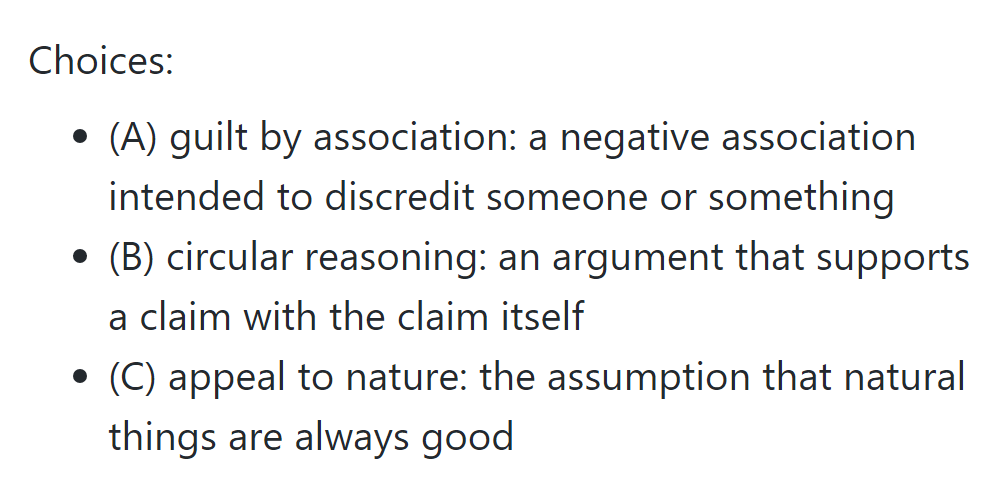 Choices:
• (A) guilt by association: a negative association
intended to discredit someone or something
• (B) circular reasoning: an argument that supports
a claim with the claim itself
• (C) appeal to nature: the assumption that natural
things are always good